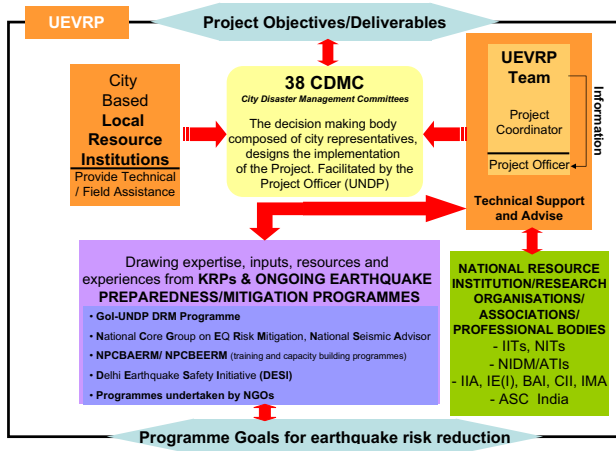 UEVRP
Project Objectives/Deliverables
City
Based
Local
Resource
Institutions
Provide Technical
/ Field Assistance
38 CDMC
City Disaster Management Committees
The decision making body
composed of city representatives,
designs the implementation
of the Project. Facilitated by the
Project Officer (UNDP)
UEVRP
Team
Project
Coordinator
Project Officer
Information
Technical Support
and Advise
Drawing expertise, inputs, resources and
experiences from KRPs & ONGOING EARTHQUAKE
PREPAREDNESS/MITIGATION PROGRAMMES
• GoI-UNDP DRM Programme
• National Core Group on EQ Risk Mitigation, National Seismic Advisor
• NPCBAERM/ NPCBEERM (training and capacity building programmes)
• Delhi Earthquake Safety Initiative (DESI)
• Programmes undertaken by NGOs
NATIONAL RESOURCE
INSTITUTION/RESEARCH
ORGANISATIONS/
ASSOCIATIONS/
PROFESSIONAL BODIES
- IITs, NITs
- NIDM/ATIs
- IIA, IE(I), BAI, CII, IMA
- ASC India
Programme Goals for earthquake risk reduction